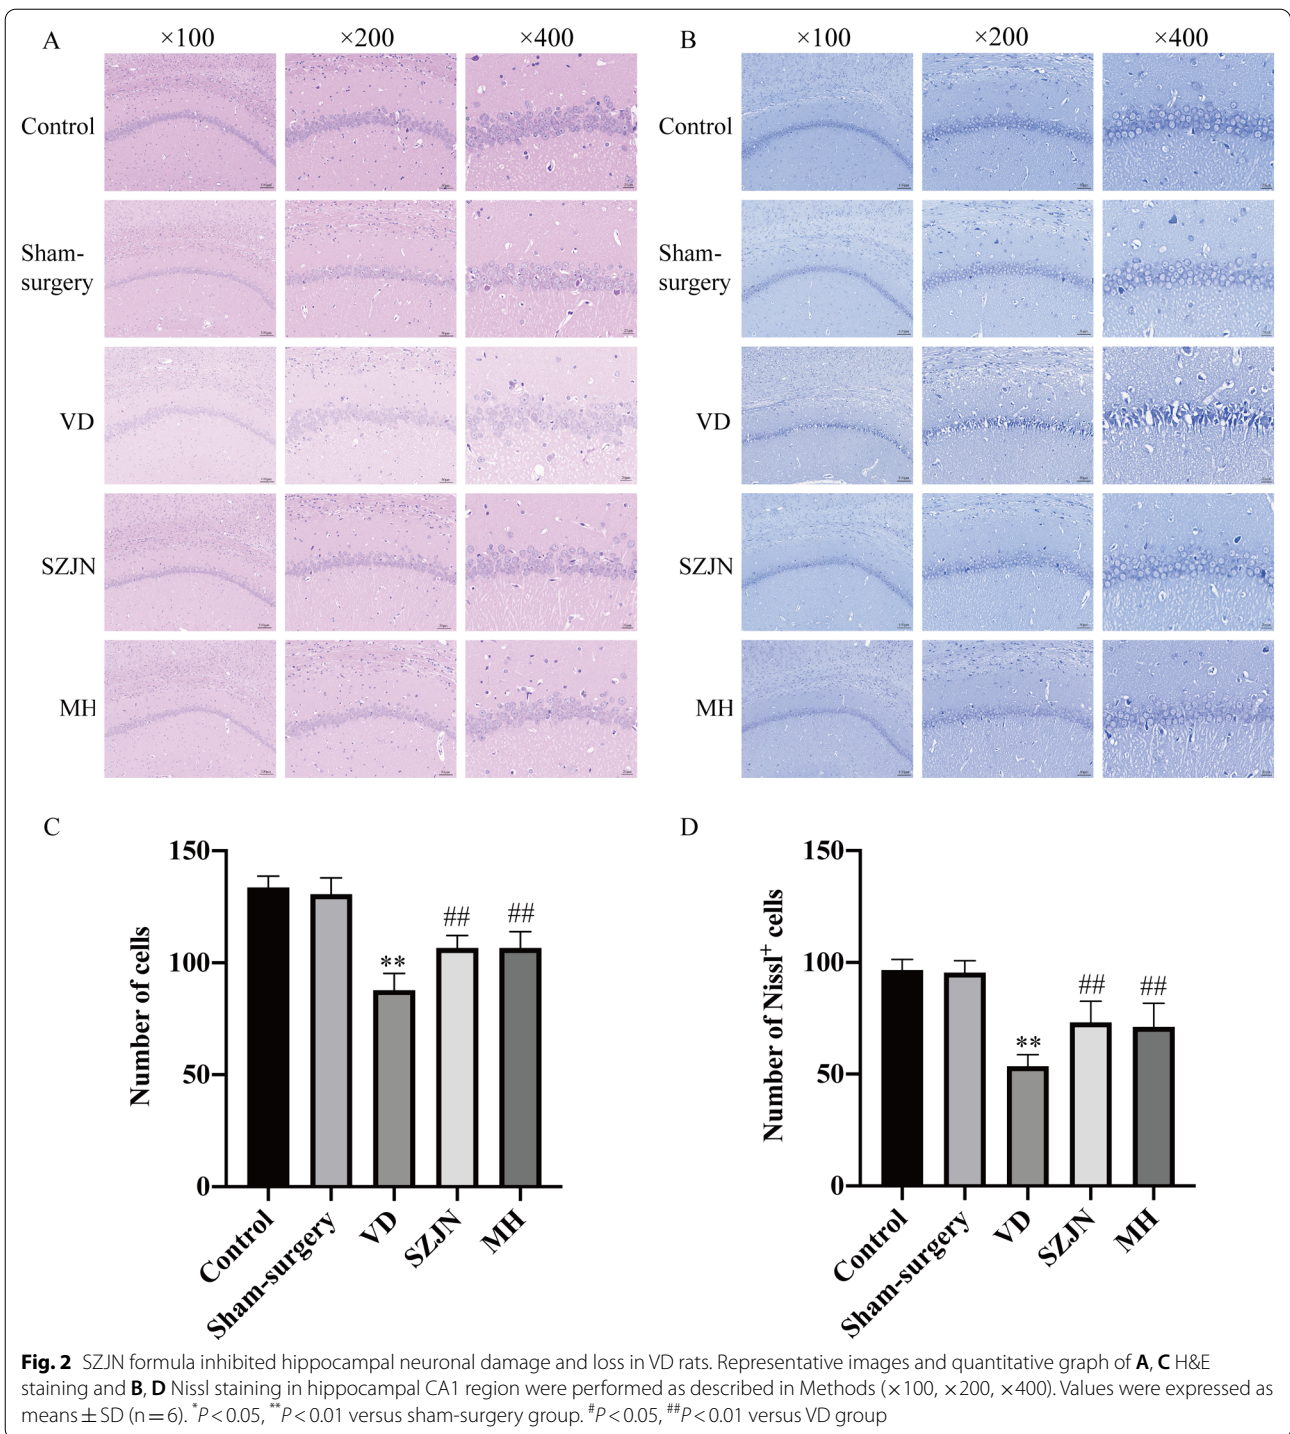 A
×100
×200
×400
B
×100
×200
×400
Control
Control
Sham-
surgery
Sham-
surgery
VD
VD
SZJN
SZJN
MH
MH
C
150
100
50
0
Number of cells
**
##
##
Control
Sham-surgery
VD
SZJN
MH
D
150
100
50
0
Number of Nissl⁺ cells
**
##
##
Control
Sham-surgery
VD
SZJN
MH
Fig. 2 SZJN formula inhibited hippocampal neuronal damage and loss in VD rats. Representative images and quantitative graph of A, C H&E
staining and B, D Nissl staining in hippocampal CA1 region were performed as described in Methods (×100, ×200, ×400). Values were expressed as
means ± SD (n = 6). *P < 0.05, **P < 0.01 versus sham-surgery group. #P < 0.05, ##P < 0.01 versus VD group